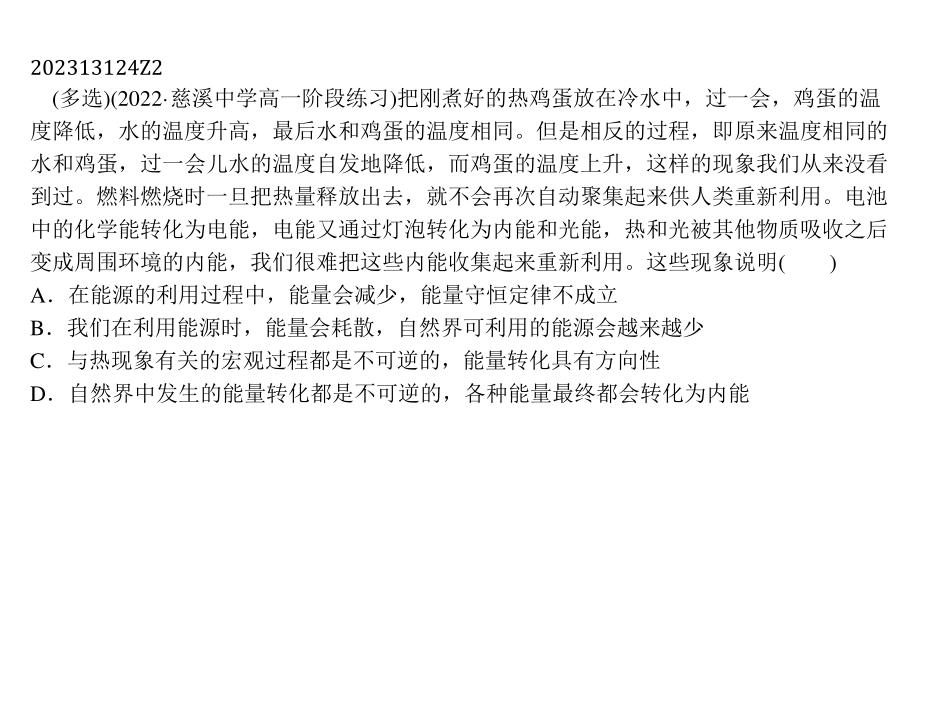 202313124Z2
(多选)(2022·慈溪中学高一阶段练习)把刚煮好的热鸡蛋放在冷水中，过一会，鸡蛋的温
度降低，水的温度升高，最后水和鸡蛋的温度相同。但是相反的过程，即原来温度相同的
水和鸡蛋，过一会儿水的温度自发地降低，而鸡蛋的温度上升，这样的现象我们从来没看
到过。燃料燃烧时一旦把热量释放出去，就不会再次自动聚集起来供人类重新利用。电池
中的化学能转化为电能，电能又通过灯泡转化为内能和光能，热和光被其他物质吸收之后
变成周围环境的内能，我们很难把这些内能收集起来重新利用。这些现象说明(　　)
A．在能源的利用过程中，能量会减少，能量守恒定律不成立
B．我们在利用能源时，能量会耗散，自然界可利用的能源会越来越少
C．与热现象有关的宏观过程都是不可逆的，能量转化具有方向性
D．自然界中发生的能量转化都是不可逆的，各种能量最终都会转化为内能